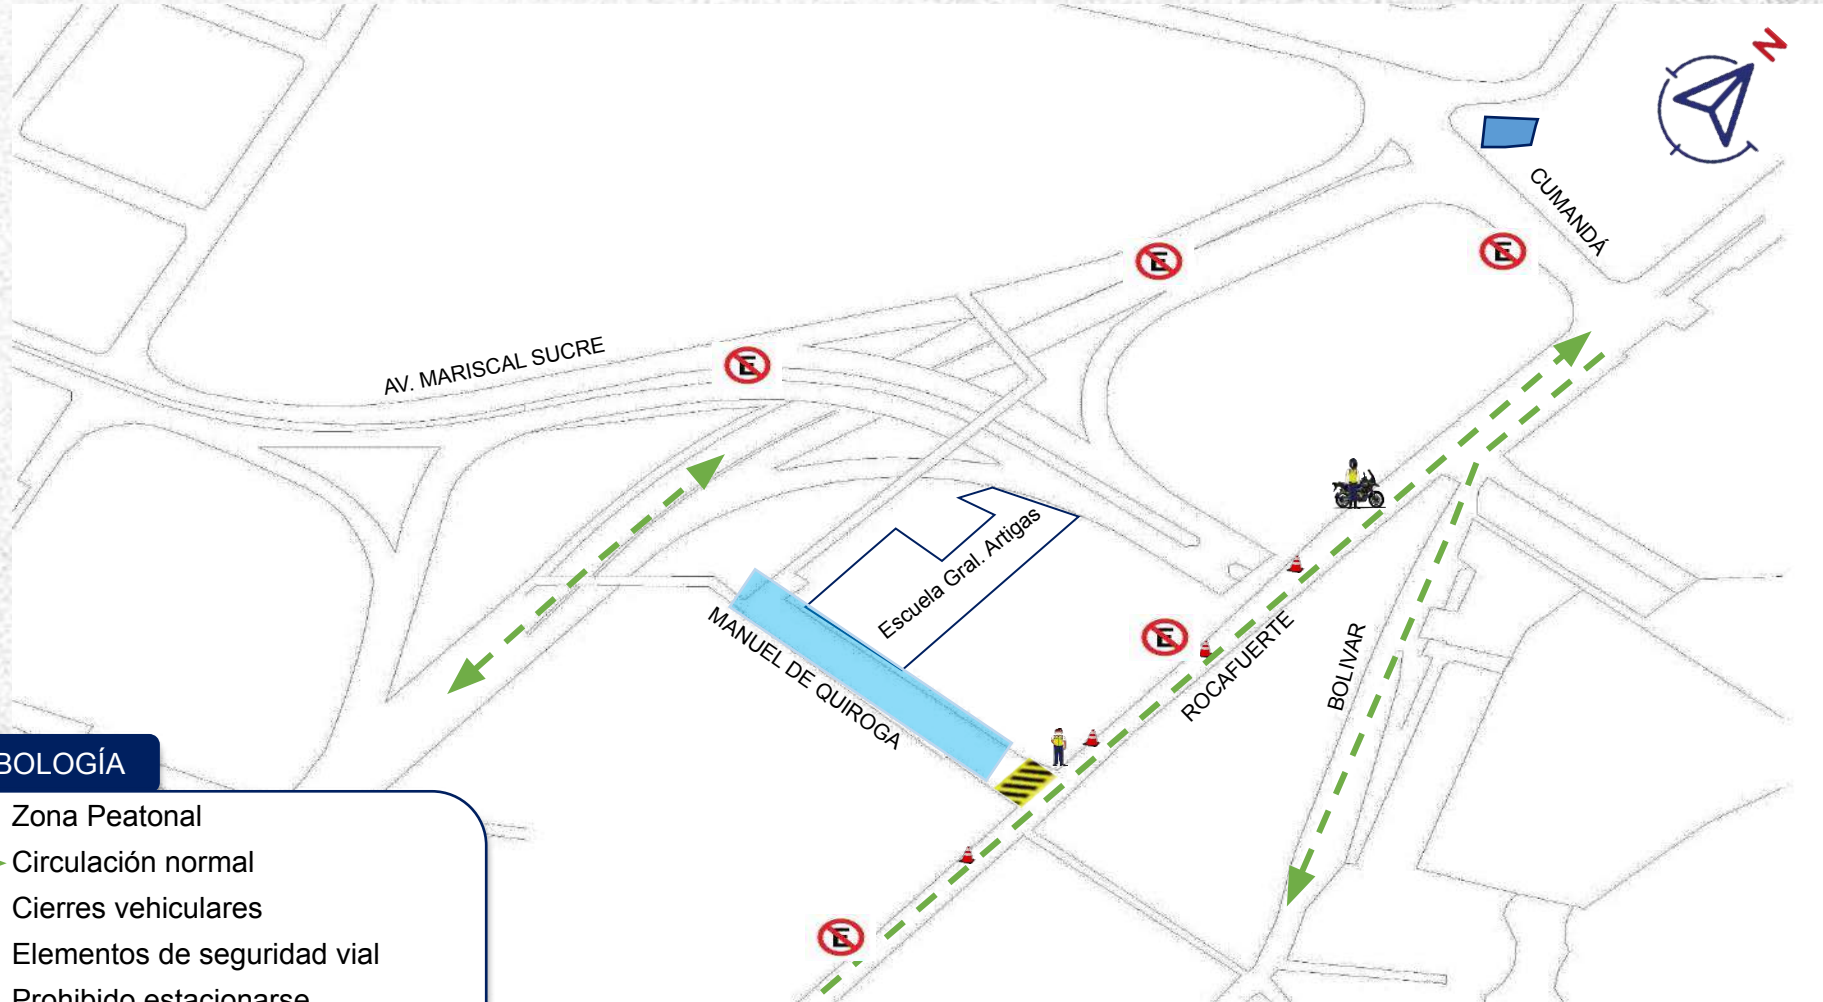 N
CUMANDÁ
E
E
AV. MARISCAL SUCRE
E
Escuela Gral. Artigas
MANUEL DE QUIROGA
E
ROCAFUERTE
BOLIVAR
E
BOLOGÍA
Zona Peatonal
Circulación normal
Cierres vehiculares
Elementos de seguridad vial
Prohibido estacionarse